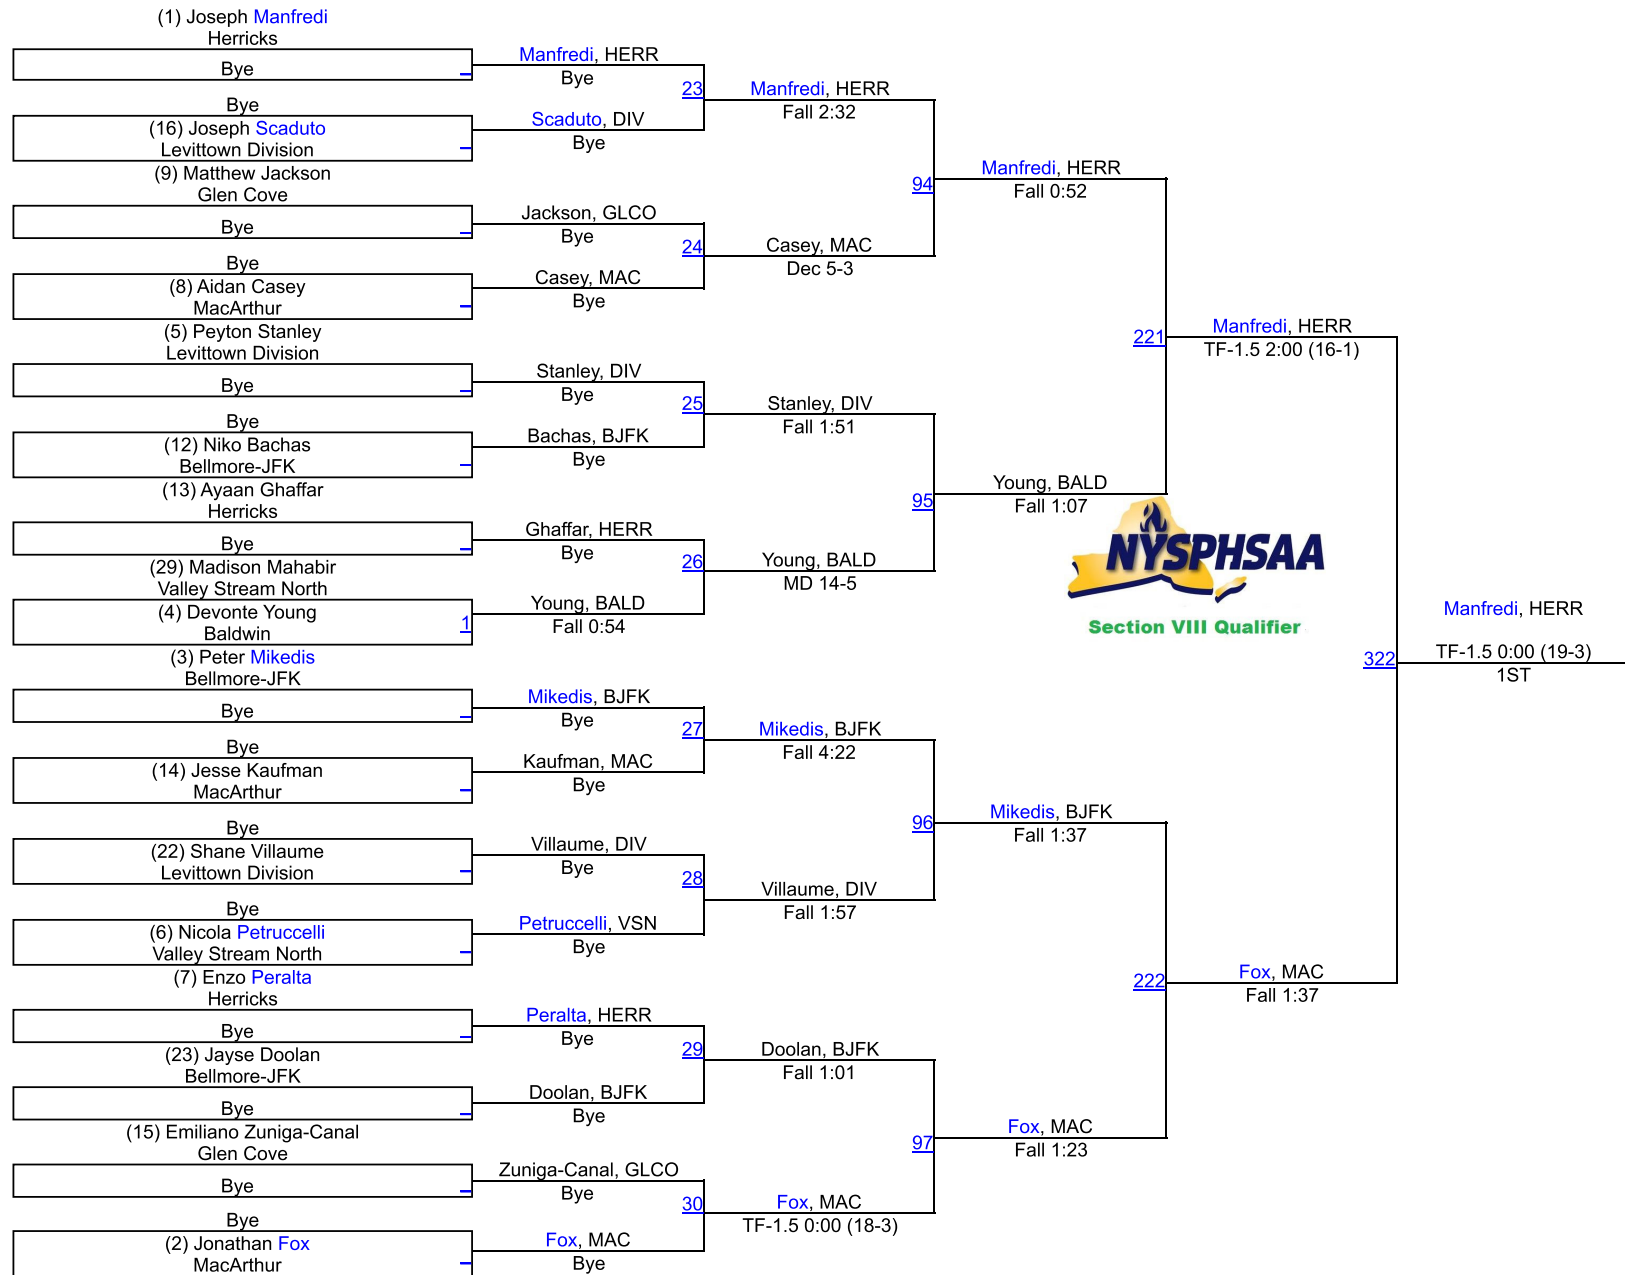 (1) Joseph Manfredi
Herricks
Bye
Bye
(16) Joseph Scaduto
Levittown Division
(9) Matthew Jackson
Glen Cove
Bye
Bye
(8) Aidan Casey
MacArthur
(5) Peyton Stanley
Levittown Division
Bye
Bye
(12) Niko Bachas
Bellmore-JFK
(13) Ayaan Ghaffar
Herricks
Bye
(29) Madison Mahabir
Valley Stream North
(4) Devonte Young
Baldwin
1
(3) Peter Mikedis
Bellmore-JFK
Bye
Bye
(14) Jesse Kaufman
MacArthur
Bye
(22) Shane Villaume
Levittown Division
Bye
(6) Nicola Petruccelli
Valley Stream North
(7) Enzo Peralta
Herricks
Bye
(23) Jayse Doolan
Bellmore-JFK
Bye
(15) Emiliano Zuniga-Canal
Glen Cove
Bye
Bye
(2) Jonathan Fox
MacArthur
Manfredi, HERR
Bye
23
Scaduto, DIV
Bye
Jackson, GLCO
Bye
24
Casey, MAC
Bye
Stanley, DIV
Bye
25
Bachas, BJFK
Bye
Ghaffar, HERR
Bye
26
Young, BALD
Fall 0:54
Mikedis, BJFK
Bye
27
Kaufman, MAC
Bye
Villaume, DIV
Bye
28
Petruccelli, VSN
Bye
Peralta, HERR
Bye
29
Doolan, BJFK
Bye
Zuniga-Canal, GLCO
Bye
30
Fox, MAC
Bye
Manfredi, HERR
Fall 2:32
94
Casey, MAC
Dec 5-3
Stanley, DIV
Fall 1:51
95
Young, BALD
MD 14-5
Mikedis, BJFK
Fall 4:22
96
Villaume, DIV
Fall 1:57
Doolan, BJFK
Fall 1:01
97
Fox, MAC
TF-1.5 0:00 (18-3)
Manfredi, HERR
Fall 0:52
221
Young, BALD
Fall 1:07
Mikedis, BJFK
Fall 1:37
222
Fox, MAC
Fall 1:23
Manfredi, HERR
TF-1.5 2:00 (16-1)
NYSPHSAA
Section VIII Qualifier
322
Fox, MAC
Fall 1:37
Manfredi, HERR
TF-1.5 0:00 (19-3)
1ST